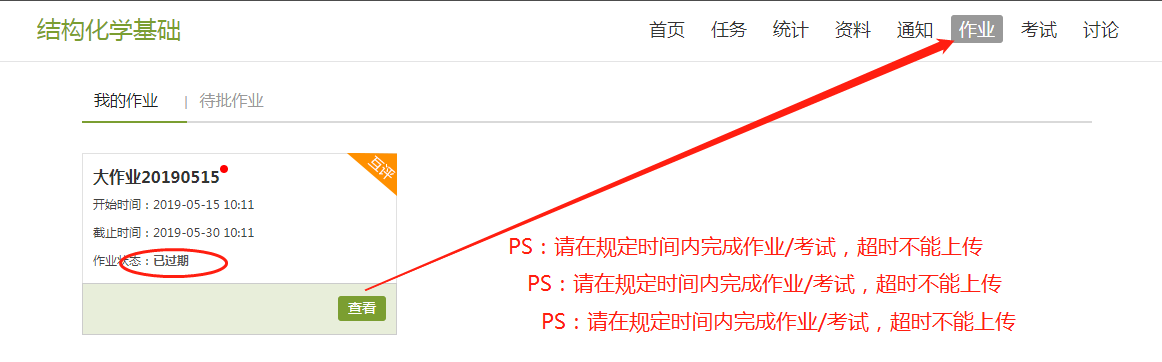 结构化学基础
首页 任务 统计 资料 通知 作业 考试 讨论
我的作业 | 待批作业
互评
大作业20190515
开始时间：2019-05-15 10:11
截止时间：2019-05-30 10:11
作业状态：已过期
查看
PS：请在规定时间内完成作业/考试，超时不能上传
PS：请在规定时间内完成作业/考试，超时不能上传
PS：请在规定时间内完成作业/考试，超时不能上传